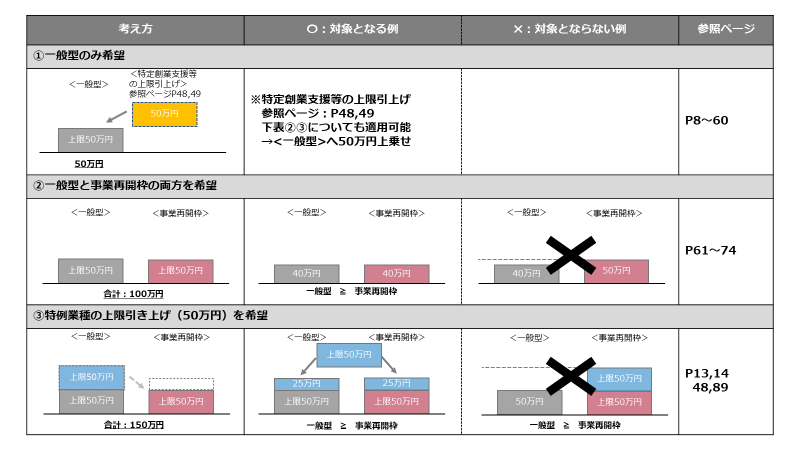 考え方
○：対象となる例
×：対象とならない例
参照ページ
①一般型のみ希望
＜一般型＞
＜特定創業支援等
の上限引上げ＞
参照ページP48,49
50万円
上限50万円
50万円
※特定創業支援等の上限引上げ
参照ページ：P48,49
下表②③についても適用可能
→<一般型>へ50万円上乗せ
P8～60
②一般型と事業再開枠の両方を希望
＜一般型＞ ＜事業再開枠＞
上限50万円 上限50万円
合計：100万円
＜一般型＞ ＜事業再開枠＞
40万円 40万円
一般型 ≧ 事業再開枠
＜一般型＞ ＜事業再開枠＞
40万円 50万円
P61～74
③特例業種の上限引き上げ（50万円）を希望
＜一般型＞ ＜事業再開枠＞
上限50万円
上限50万円 上限50万円
合計：150万円
＜一般型＞ ＜事業再開枠＞
上限50万円
25万円 25万円
上限50万円 上限50万円
一般型 ≧ 事業再開枠
＜一般型＞ ＜事業再開枠＞
上限50万円
50万円 上限50万円
一般型 ≧ 事業再開枠
P13,14
48,89